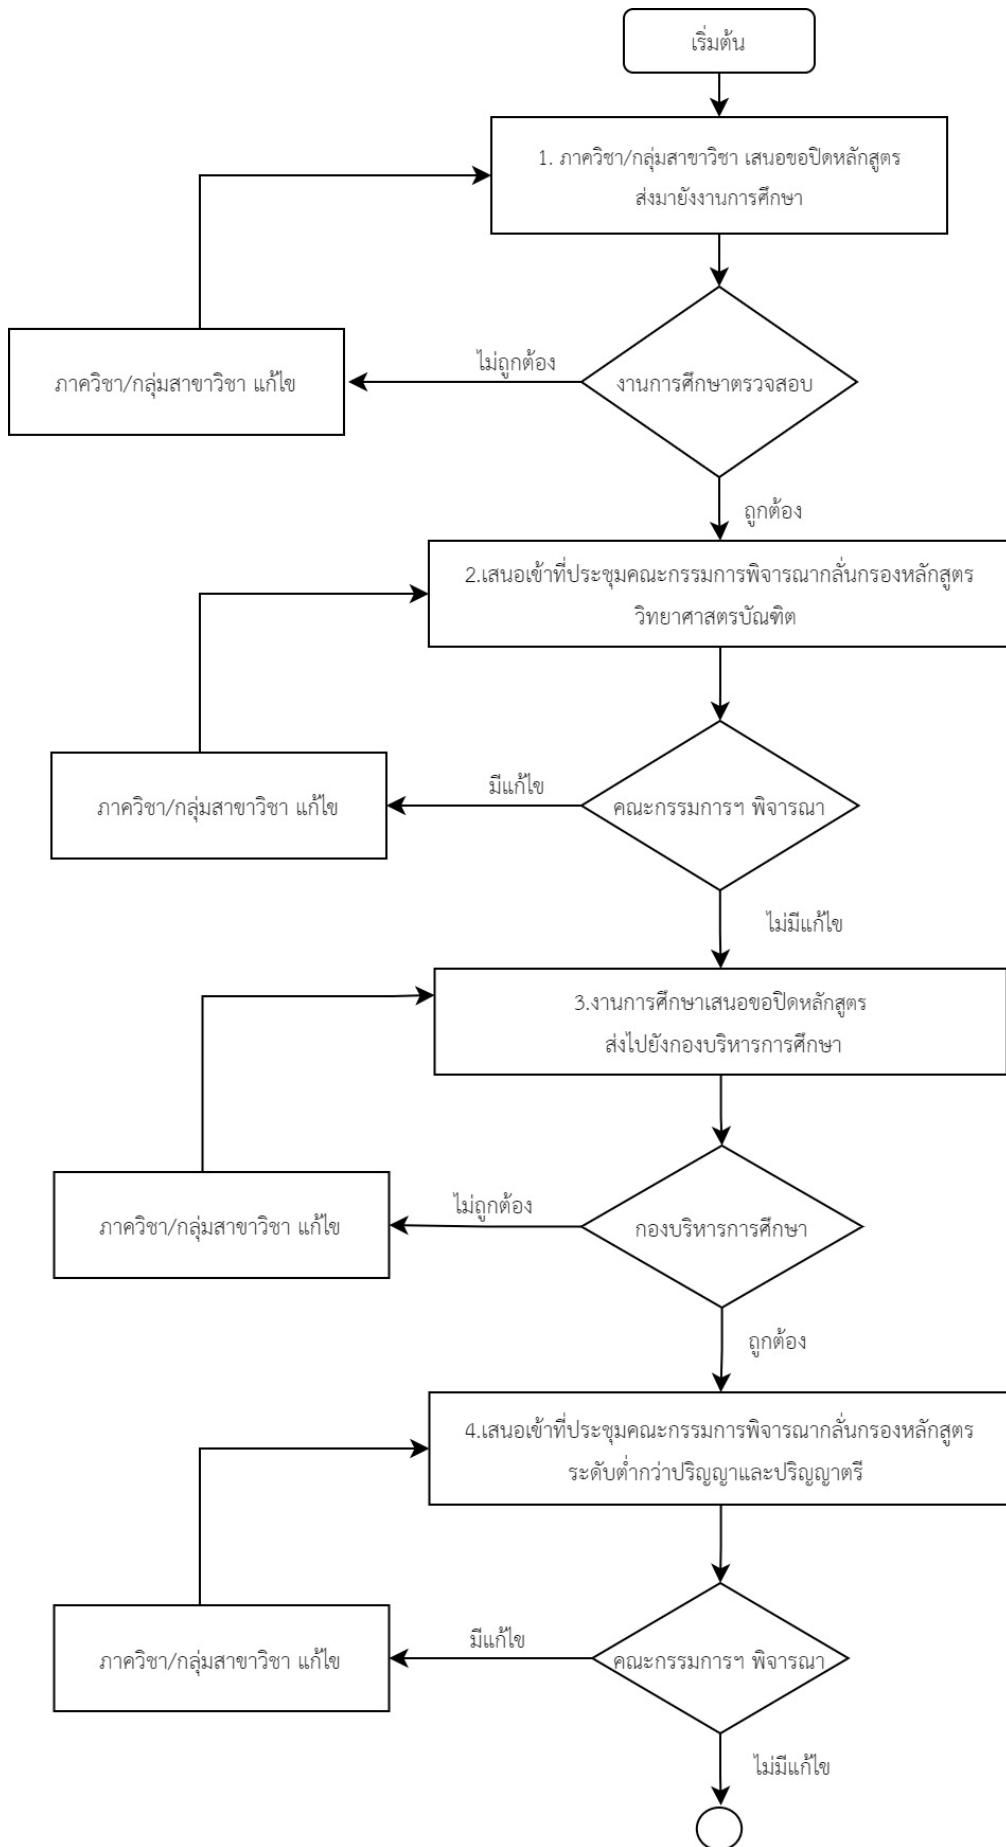 เริ่มต้น
1. ภาควิชา/กลุ่มสาขาวิชา เสนอขอปิดหลักสูตร
ส่งมายังงานการศึกษา
ไม่ถูกต้อง
ภาควิชา/กลุ่มสาขาวิชา แก้ไข
งานการศึกษาตรวจสอบ
ถูกต้อง
2.เสนอเข้าที่ประชุมคณะกรรมการพิจารณากลั่นกรองหลักสูตร
วิทยาศาสตรบัณฑิต
มีแก้ไข
ภาควิชา/กลุ่มสาขาวิชา แก้ไข
คณะกรรมการฯ พิจารณา
ไม่มีแก้ไข
3.งานการศึกษาเสนอขอปิดหลักสูตร
ส่งไปยังกองบริหารการศึกษา
ไม่ถูกต้อง
ภาควิชา/กลุ่มสาขาวิชา แก้ไข
กองบริหารการศึกษา
ถูกต้อง
4.เสนอเข้าที่ประชุมคณะกรรมการพิจารณากลั่นกรองหลักสูตร
ระดับต่ำกว่าปริญญาและปริญญาตรี
มีแก้ไข
ภาควิชา/กลุ่มสาขาวิชา แก้ไข
คณะกรรมการฯ พิจารณา
ไม่มีแก้ไข